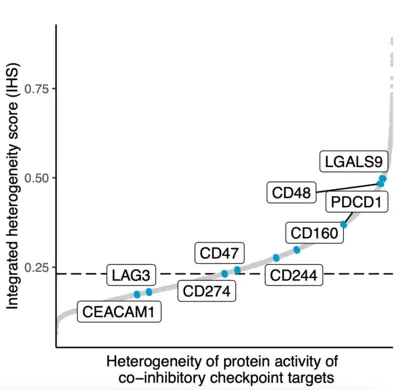 Integrated heterogeneity score (IHS)
0.75
0.50
0.25
LGALS9
CD48
PDCD1
CD160
CD47
CD244
LAG3
CD274
CEACAM1
Heterogeneity of protein activity of
co−inhibitory checkpoint targets